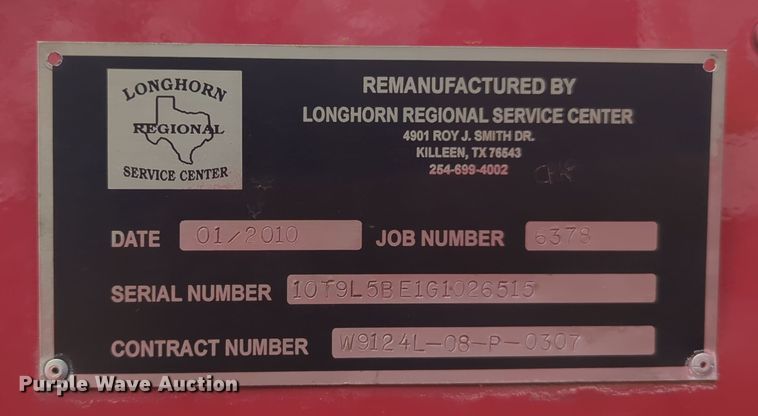 LONGHORN
REGIONAL
SERVICE CENTER
REMANUFACTURED BY
LONGHORN REGIONAL SERVICE CENTER
4901 ROY J. SMITH DR.
KILLEEN, TX 76543
254-699-4002
DATE 01/2010 JOB NUMBER 6378
SERIAL NUMBER 10T9L5BE1G1026515
CONTRACT NUMBER W9124L-08-P-0307
Purple Wave Auction